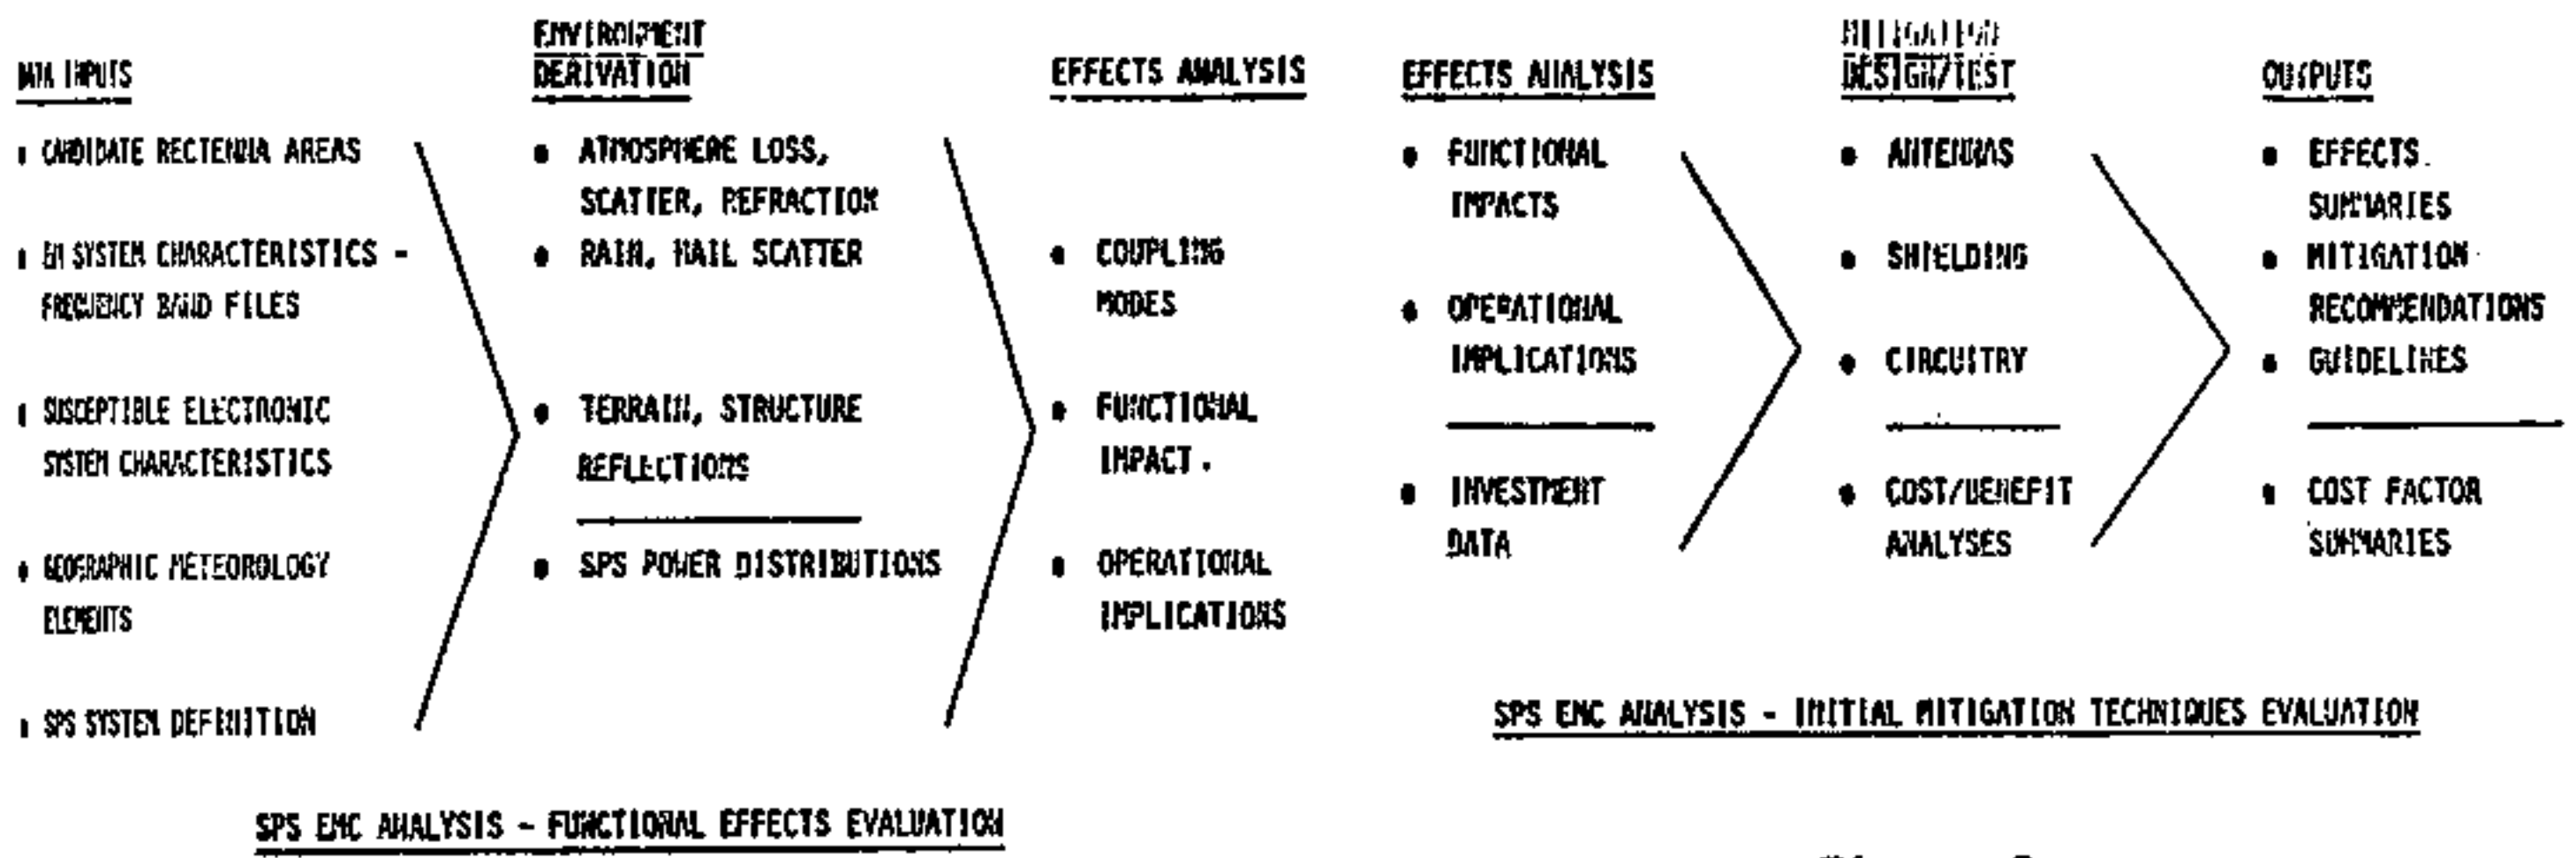 DATA INPUTS
• CANDIDATE RECTENNA AREAS
• EM SYSTEM CHARACTERISTICS -
FREQUENCY BAND FILES
• SUSCEPTIBLE ELECTRONIC
SYSTEM CHARACTERISTICS
• GEOGRAPHIC METEOROLOGY
ELEMENTS
• SPS SYSTEM DEFINITION
ENVIRONMENT
DERIVATION
• ATMOSPHERE LOSS,
SCATTER, REFRACTION
• RAIN, HAIL SCATTER
• TERRAIN, STRUCTURE
REFLECTIONS
• SPS POWER DISTRIBUTIONS
EFFECTS ANALYSIS
• COUPLING
MODES
• FUNCTIONAL
IMPACT.
• OPERATIONAL
IMPLICATIONS
SPS EMC ANALYSIS - FUNCTIONAL EFFECTS EVALUATION
EFFECTS ANALYSIS
• FUNCTIONAL
IMPACTS
• OPERATIONAL
IMPLICATIONS
• INVESTMENT
DATA
MITIGATION
DESIGN/TEST
• ANTENNAS
• SHIELDING
• CIRCUITRY
• COST/BENEFIT
ANALYSES
OUTPUTS
• EFFECTS
SUMMARIES
• MITIGATION
RECOMMENDATIONS
• GUIDELINES
• COST FACTOR
SUMMARIES
SPS EMC ANALYSIS - INITIAL MITIGATION TECHNIQUES EVALUATION